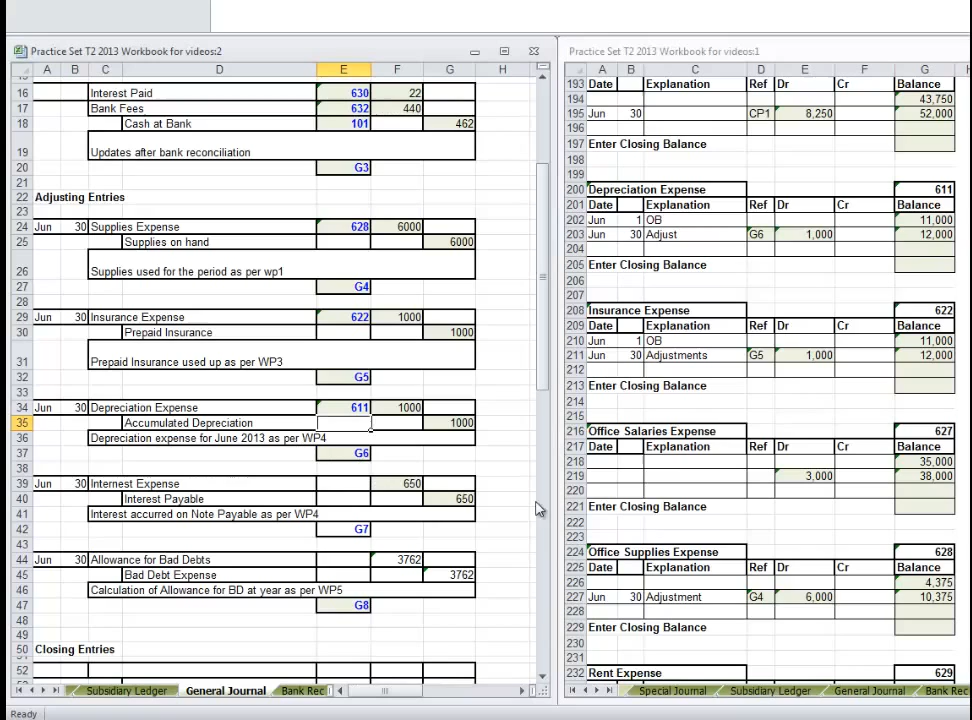 Practice Set T2 2013 Workbook for videos:2
A B C D E F G H
16 Interest Paid 630 22
17 Bank Fees 632 440
18 Cash at Bank 101 462
19 Updates after bank reconciliation
20 G3
21
22 Adjusting Entries
23
24 Jun 30 Supplies Expense 628 6000
25 Supplies on hand 6000
26 Supplies used for the period as per wp1
27 G4
28
29 Jun 30 Insurance Expense 622 1000
30 Prepaid Insurance 1000
31 Prepaid Insurance used up as per WP3
32 G5
33
34 Jun 30 Depreciation Expense 611 1000
35 Accumulated Depreciation 1000
36 Depreciation expense for June 2013 as per WP4
37 G6
38
39 Jun 30 Internest Expense 650
40 Interest Payable 650
41 Interest accurred on Note Payable as per WP4
42 G7
43
44 Jun 30 Allowance for Bad Debts 3762
45 Bad Debt Expense 3762
46 Calculation of Allowance for BD at year as per WP5
47 G8
48
49
50 Closing Entries
52
Subsidiary Ledger General Journal Bank Rec
Ready
Practice Set T2 2013 Workbook for videos:1
A B C D E F G
193 Date Explanation Ref Dr Cr Balance
194 43,750
195 Jun 30 CP1 8,250 52,000
196
197 Enter Closing Balance
198
199
200 Depreciation Expense 611
201 Date Explanation Ref Dr Cr Balance
202 Jun 1 OB 11,000
203 Jun 30 Adjust G6 1,000 12,000
204
205 Enter Closing Balance
206
207
208 Insurance Expense 622
209 Date Explanation Ref Dr Cr Balance
210 Jun 1 OB 11,000
211 Jun 30 Adjustments G5 1,000 12,000
212
213 Enter Closing Balance
214
215
216 Office Salaries Expense 627
217 Date Explanation Ref Dr Cr Balance
218 35,000
219 3,000 38,000
220
221 Enter Closing Balance
222
223
224 Office Supplies Expense 628
225 Date Explanation Ref Dr Cr Balance
226 4,375
227 Jun 30 Adjustment G4 6,000 10,375
228
229 Enter Closing Balance
230
231
232 Rent Expense 629
Special Journal Subsidiary Ledger General Journal Bank Rec